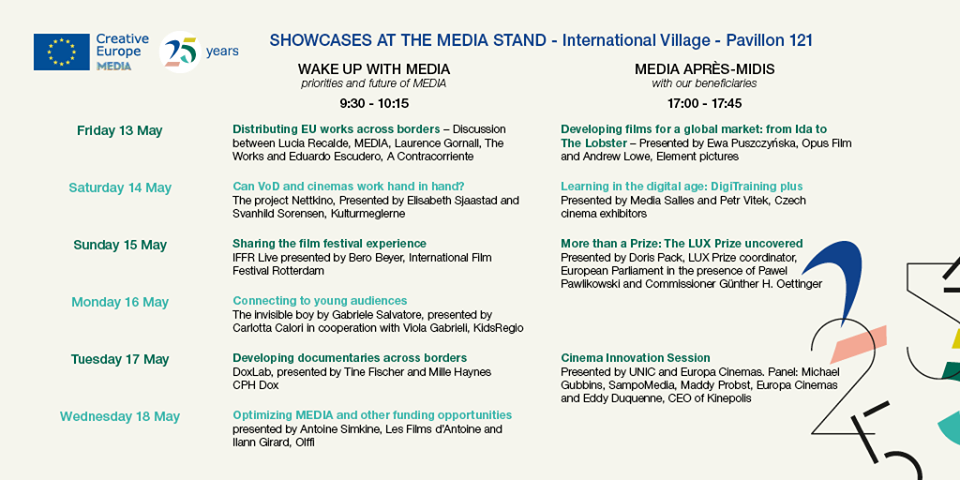 Creative
Europe
MEDIA
25 years
SHOWCASES AT THE MEDIA STAND - International Village - Pavillon 121
WAKE UP WITH MEDIA
priorities and future of MEDIA
9:30 - 10:15
MEDIA APRÈS-MIDIS
with our beneficiaries
17:00 - 17:45
Friday 13 May
Distributing EU works across borders – Discussion
between Lucia Recalde, MEDIA, Laurence Gornall, The
Works and Eduardo Escudero, A Contracorriente
Developing films for a global market: from Ida to
The Lobster – Presented by Ewa Puszczyńska, Opus Film
and Andrew Lowe, Element pictures
Saturday 14 May
Can VoD and cinemas work hand in hand?
The project Nettkino, Presented by Elisabeth Sjaastad and
Svanhild Sorensen, Kulturmeglerne
Learning in the digital age: DigiTraining plus
Presented by Media Salles and Petr Vitek, Czech
cinema exhibitors
Sunday 15 May
Sharing the film festival experience
IFFR Live presented by Bero Beyer, International Film
Festival Rotterdam
More than a Prize: The LUX Prize uncovered
Presented by Doris Pack, LUX Prize coordinator,
European Parliament in the presence of Pawel
Pawlikowski and Commissioner Günther H. Oettinger
Monday 16 May
Connecting to young audiences
The invisible boy by Gabriele Salvatore, presented by
Carlotta Calori in cooperation with Viola Gabrieli, KidsRegio
Tuesday 17 May
Developing documentaries across borders
DoxLab, presented by Tine Fischer and Mille Haynes
CPH Dox
Cinema Innovation Session
Presented by UNIC and Europa Cinemas. Panel: Michael
Gubbins, SampoMedia, Maddy Probst, Europa Cinemas
and Eddy Duquenne, CEO of Kinepolis
Wednesday 18 May
Optimizing MEDIA and other funding opportunities
presented by Antoine Simkine, Les Films d'Antoine and
Ilann Girard, Olffi
25